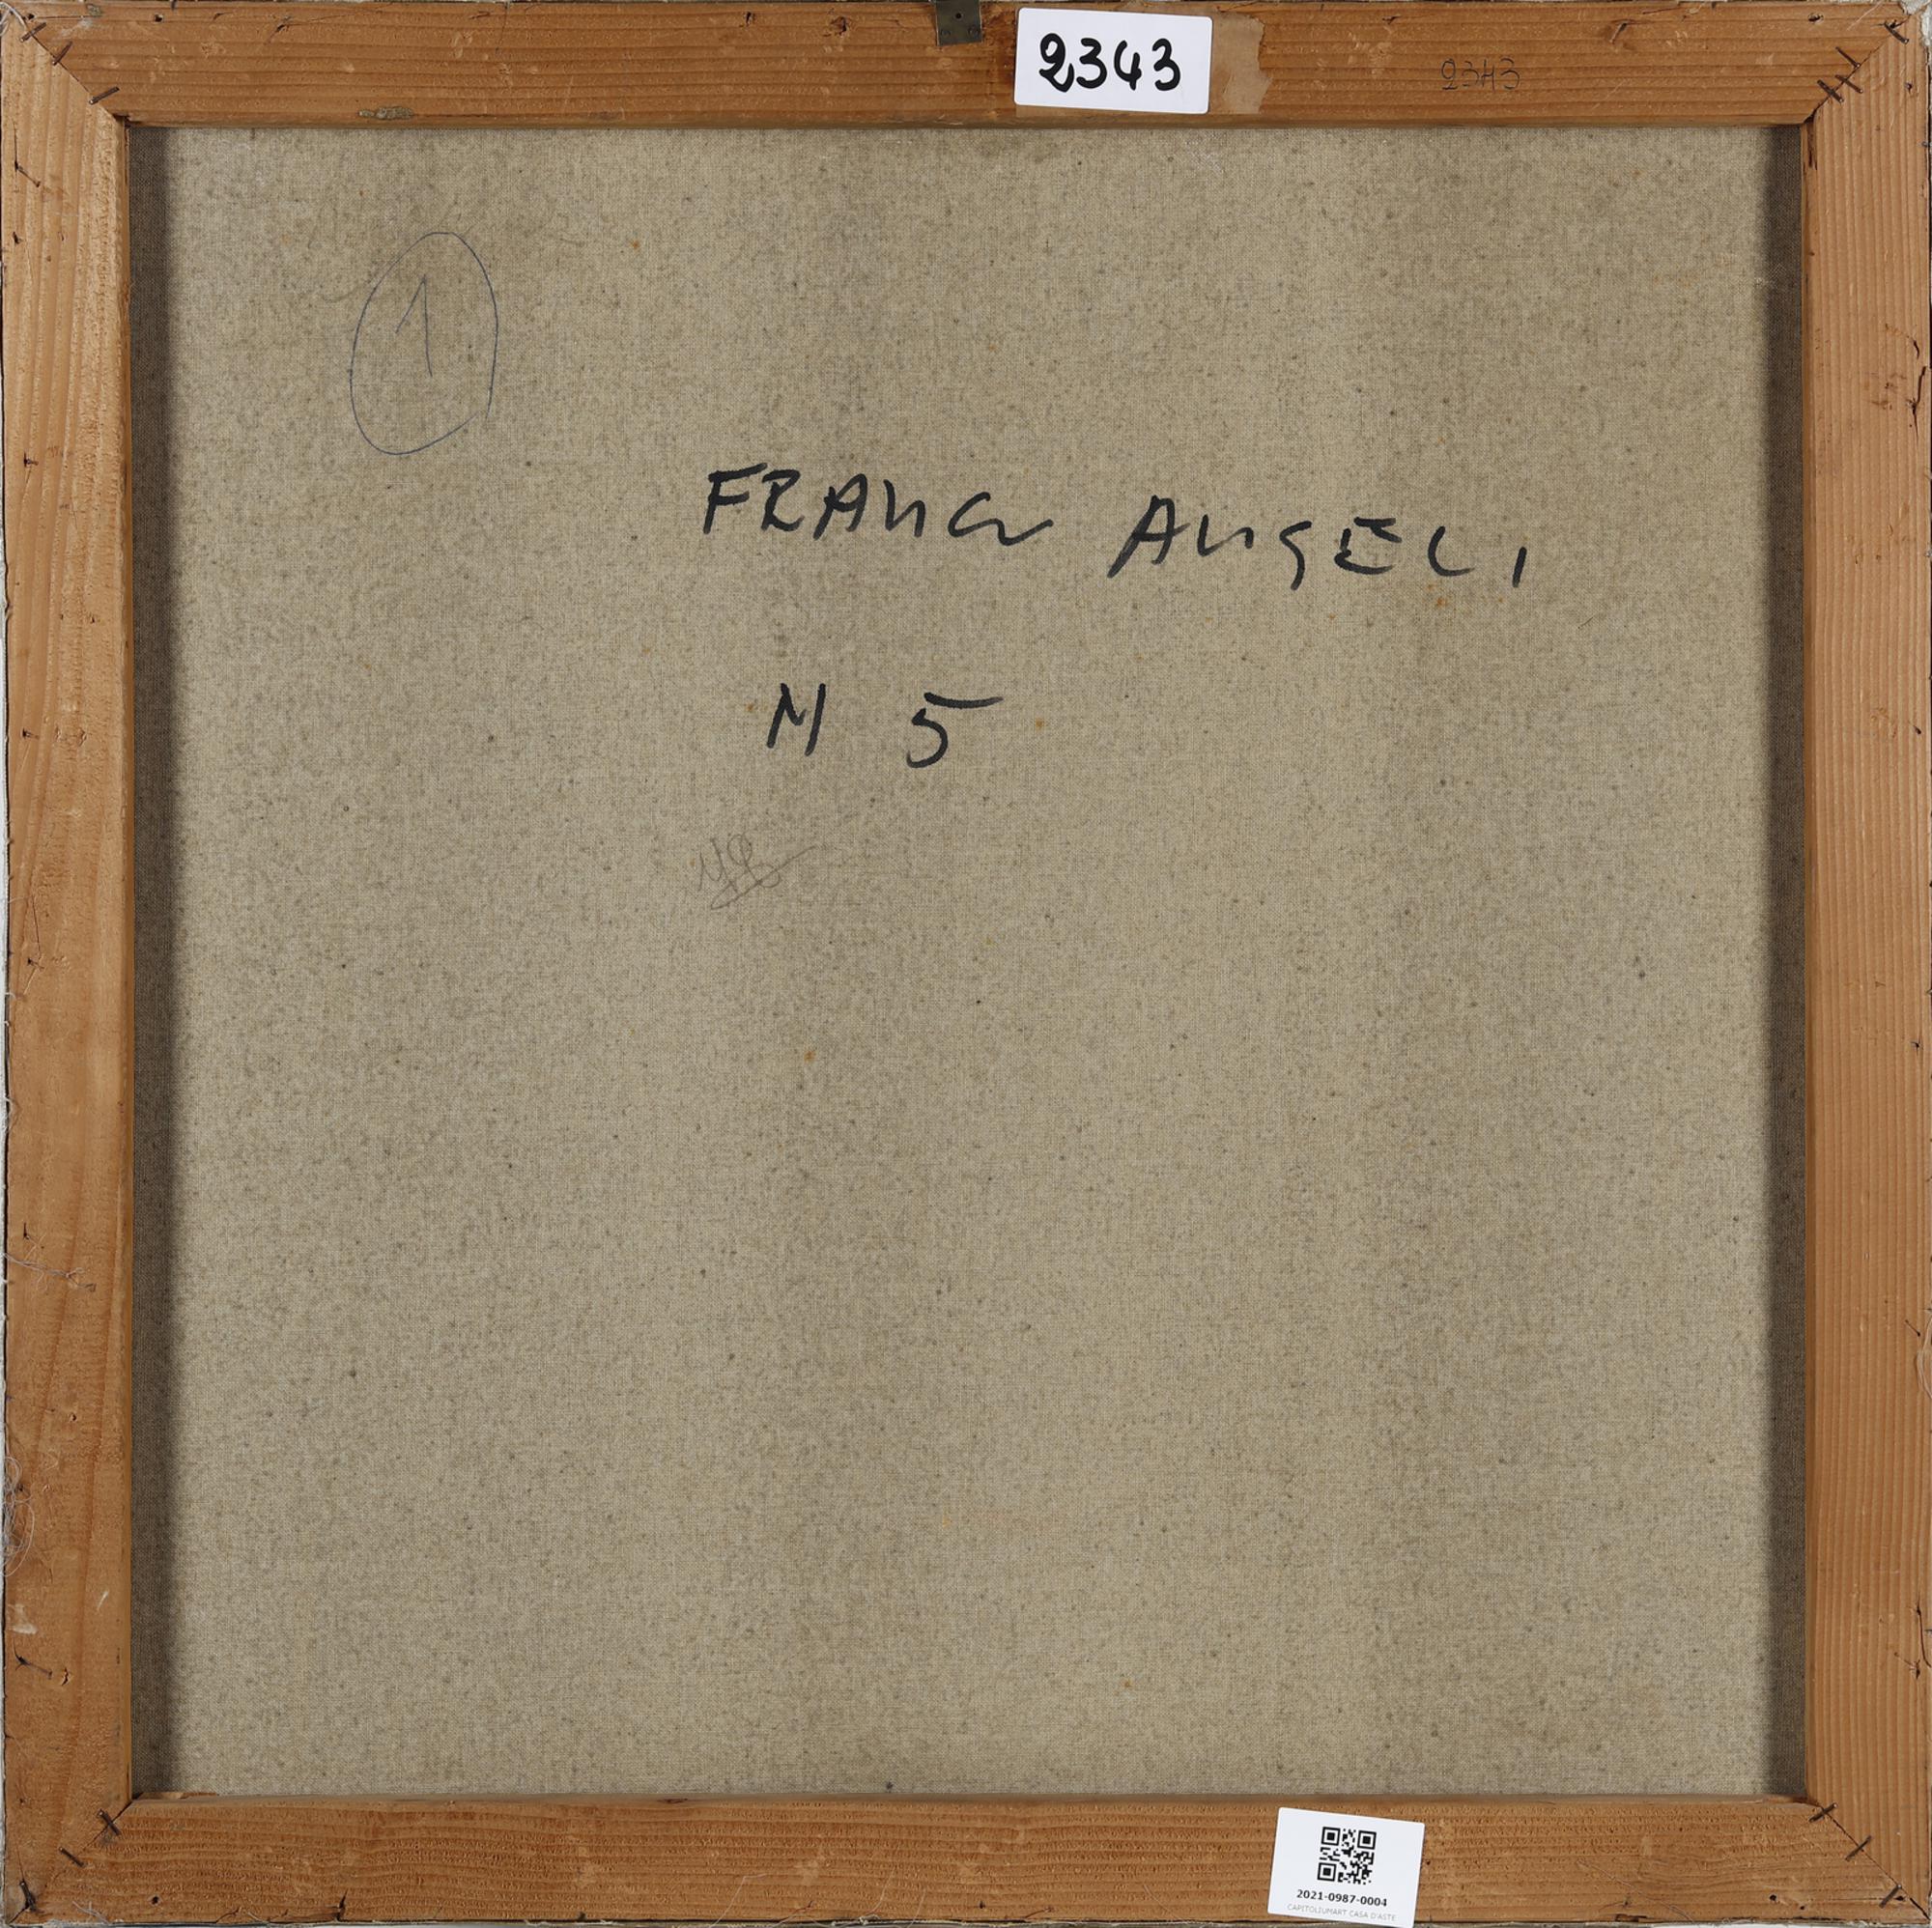 2343
2343
1
FRANCO ANGELI
N 5
2021-0987-0004
CAPITOLIUMART CASA D'ASTE